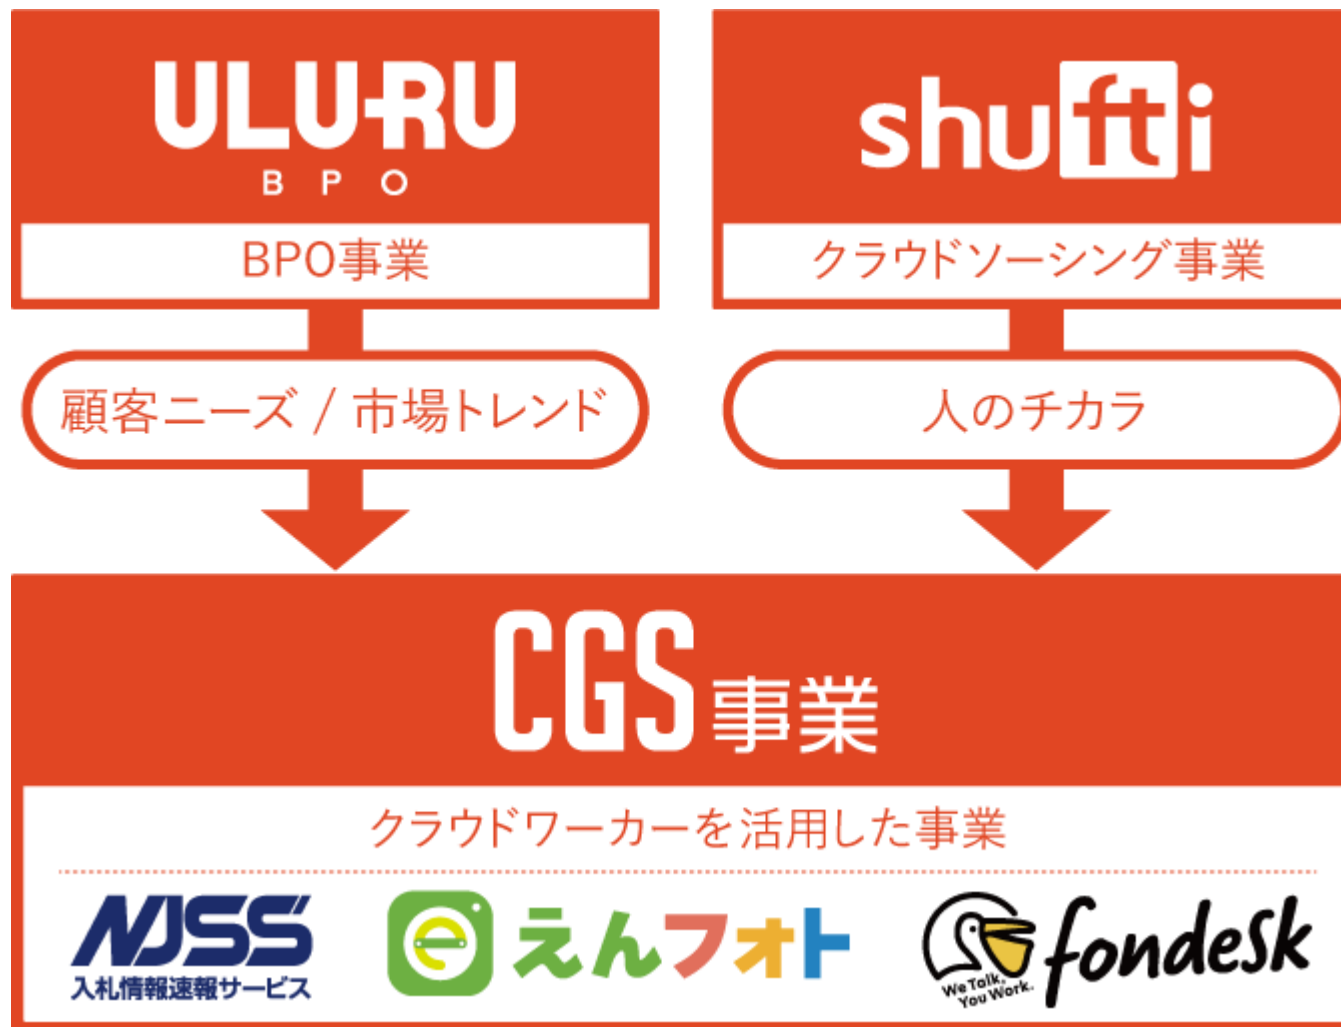 ULURU
BPO
BPO事業
顧客ニーズ / 市場トレンド
shufti
クラウドソーシング事業
人のチカラ
CGS事業
クラウドワーカーを活用した事業
NJSS
入札情報速報サービス
e えんフォト
fondesk
We Talk,
You Work.